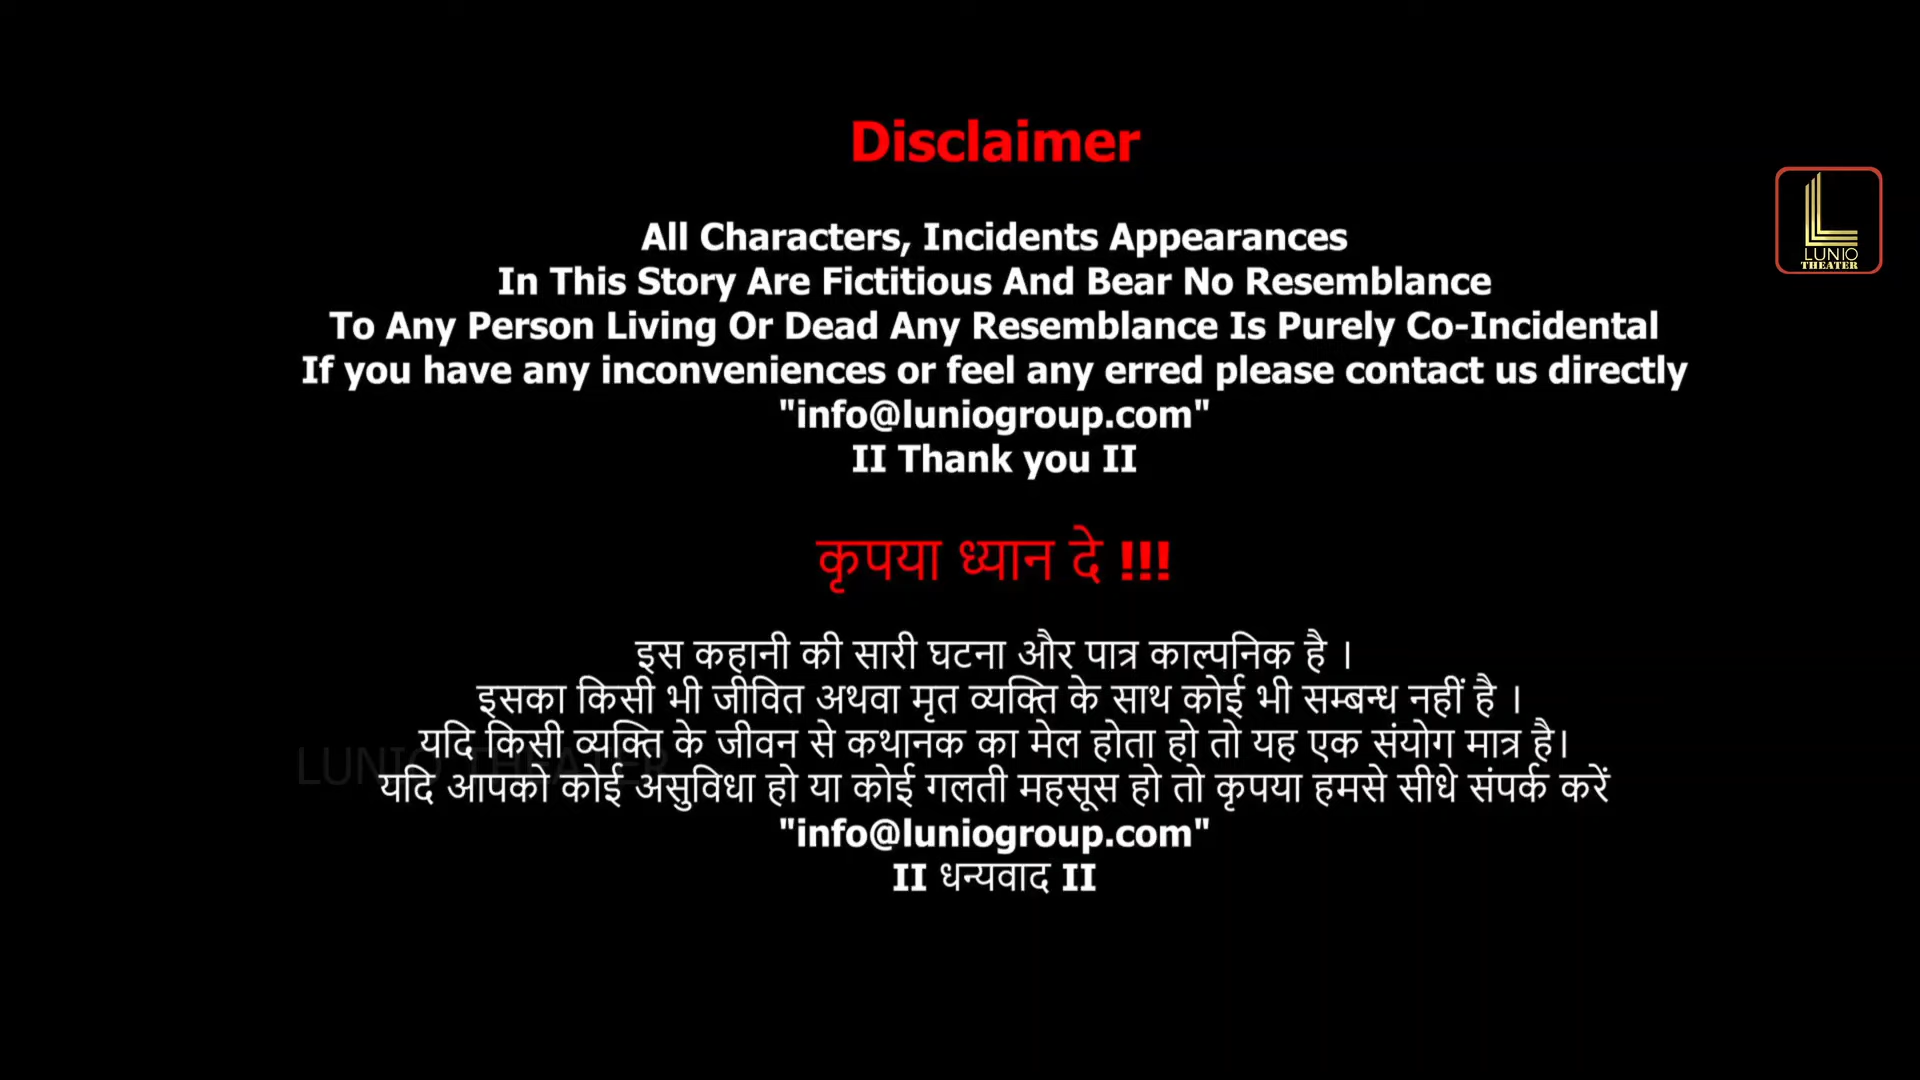 Disclaimer
LUNIO
THEATER
All Characters, Incidents Appearances
In This Story Are Fictitious And Bear No Resemblance
To Any Person Living Or Dead Any Resemblance Is Purely Co-Incidental
If you have any inconveniences or feel any erred please contact us directly
"info@luniogroup.com"
II Thank you II
कृपया ध्यान दे !!!
इस कहानी की सारी घटना और पात्र काल्पनिक है ।
इसका किसी भी जीवित अथवा मृत व्यक्ति के साथ कोई भी सम्बन्ध नहीं है ।
यदि किसी व्यक्ति के जीवन से कथानक का मेल होता हो तो यह एक संयोग मात्र है।
LUNIO THEATER
यदि आपको कोई असुविधा हो या कोई गलती महसूस हो तो कृपया हमसे सीधे संपर्क करें
"info@luniogroup.com"
II धन्यवाद II